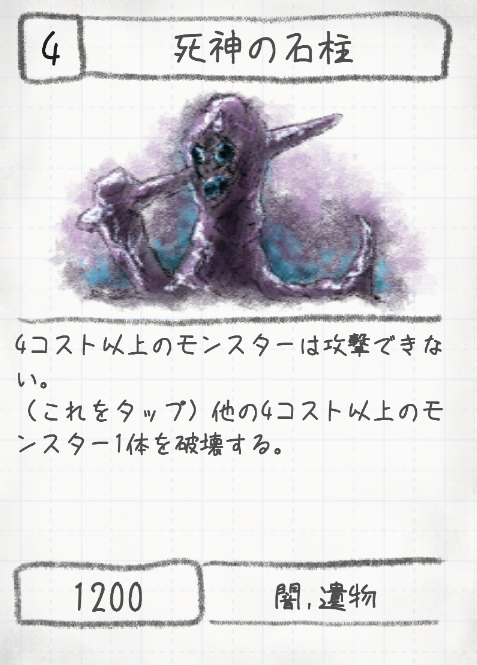 4
死神の石柱
4コスト以上のモンスターは攻撃できな
い。
（これをタップ）他の4コスト以上のモ
ンスター1体を破壊する。
1200
闇,遺物